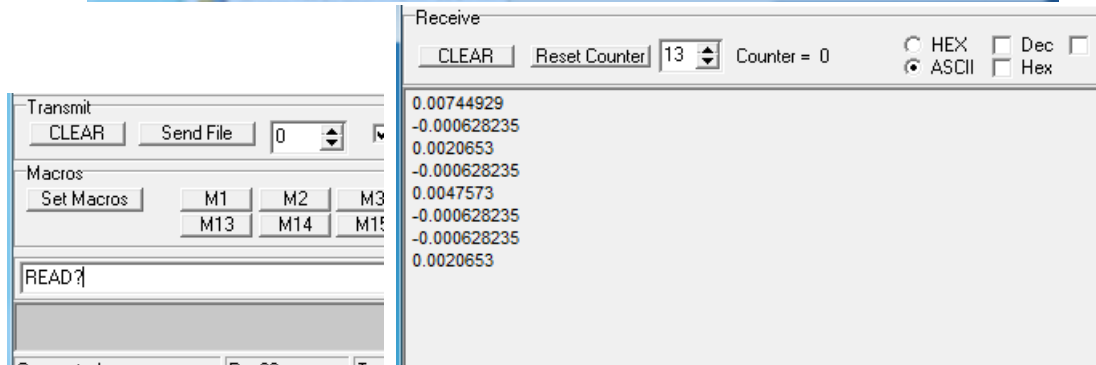 Transmit
CLEAR Send File 0
Macros
Set Macros M1 M2 M3
M13 M14 M15
READ?
Receive
CLEAR Reset Counter 13 Counter = 0 HEX Dec
ASCII Hex
0.00744929
-0.000628235
0.0020653
-0.000628235
0.0047573
-0.000628235
-0.000628235
0.0020653